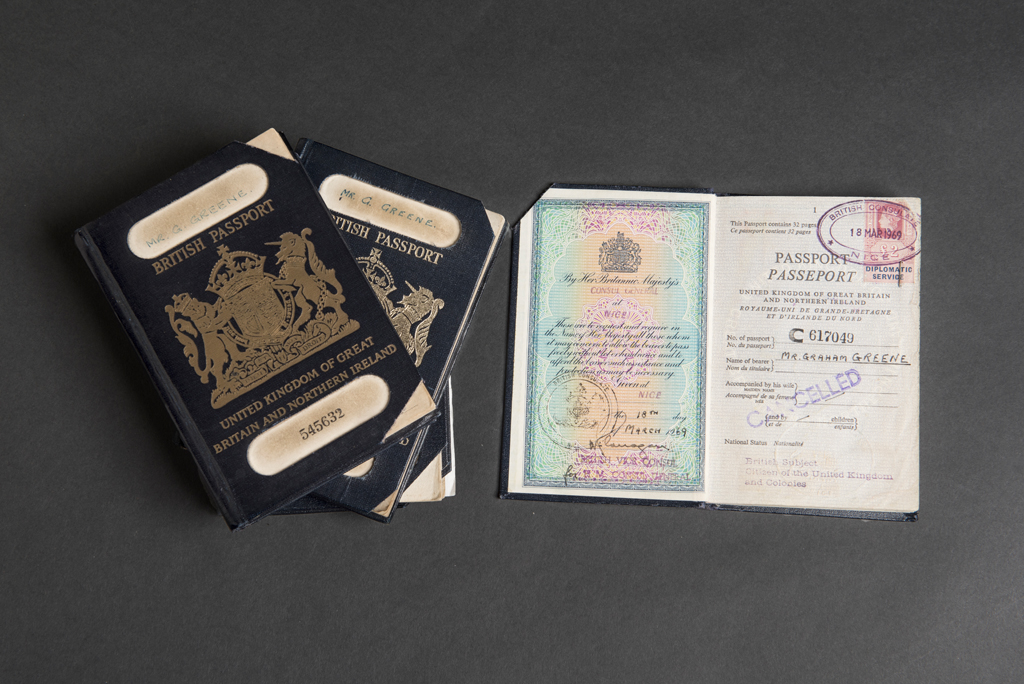 MR. G. GREENE.
BRITISH PASSPORT
UNITED KINGDOM OF GREAT
BRITAIN AND NORTHERN IRELAND
545632
MR. G. GREENE.
BRITISH PASSPORT
By Her Britannic Majesty's
CONSUL GENERAL
at
NICE
These are to request and require in
the Name of Her Majesty all those whom
it may concern to allow the bearer to pass
freely without let or hindrance and to
afford the bearer such assistance and
protection as may be necessary.
Given at
NICE
18TH day
of MARCH 1969
BRITISH VICE CONSUL
for H.M. CONSUL GENERAL
1
This Passport contains 32 pages
Ce passeport contient 32 pages
BRITISH CONSULATE
18 MAR 1969
NICE
DIPLOMATIC
SERVICE
PASSPORT
PASSEPORT
UNITED KINGDOM OF GREAT BRITAIN
AND NORTHERN IRELAND
ROYAUME-UNI DE GRANDE-BRETAGNE
ET D'IRLANDE DU NORD
No. of passport
No. du passeport
C 617049
Name of bearer
Nom du titulaire
MR. GRAHAM GREENE
Accompanied by his wife
MAIDEN NAME
Accompagné de sa femme
NÉE
CANCELLED
and by
et de
children
enfants
National Status Nationalité
British Subject
Citizen of the United Kingdom
and Colonies